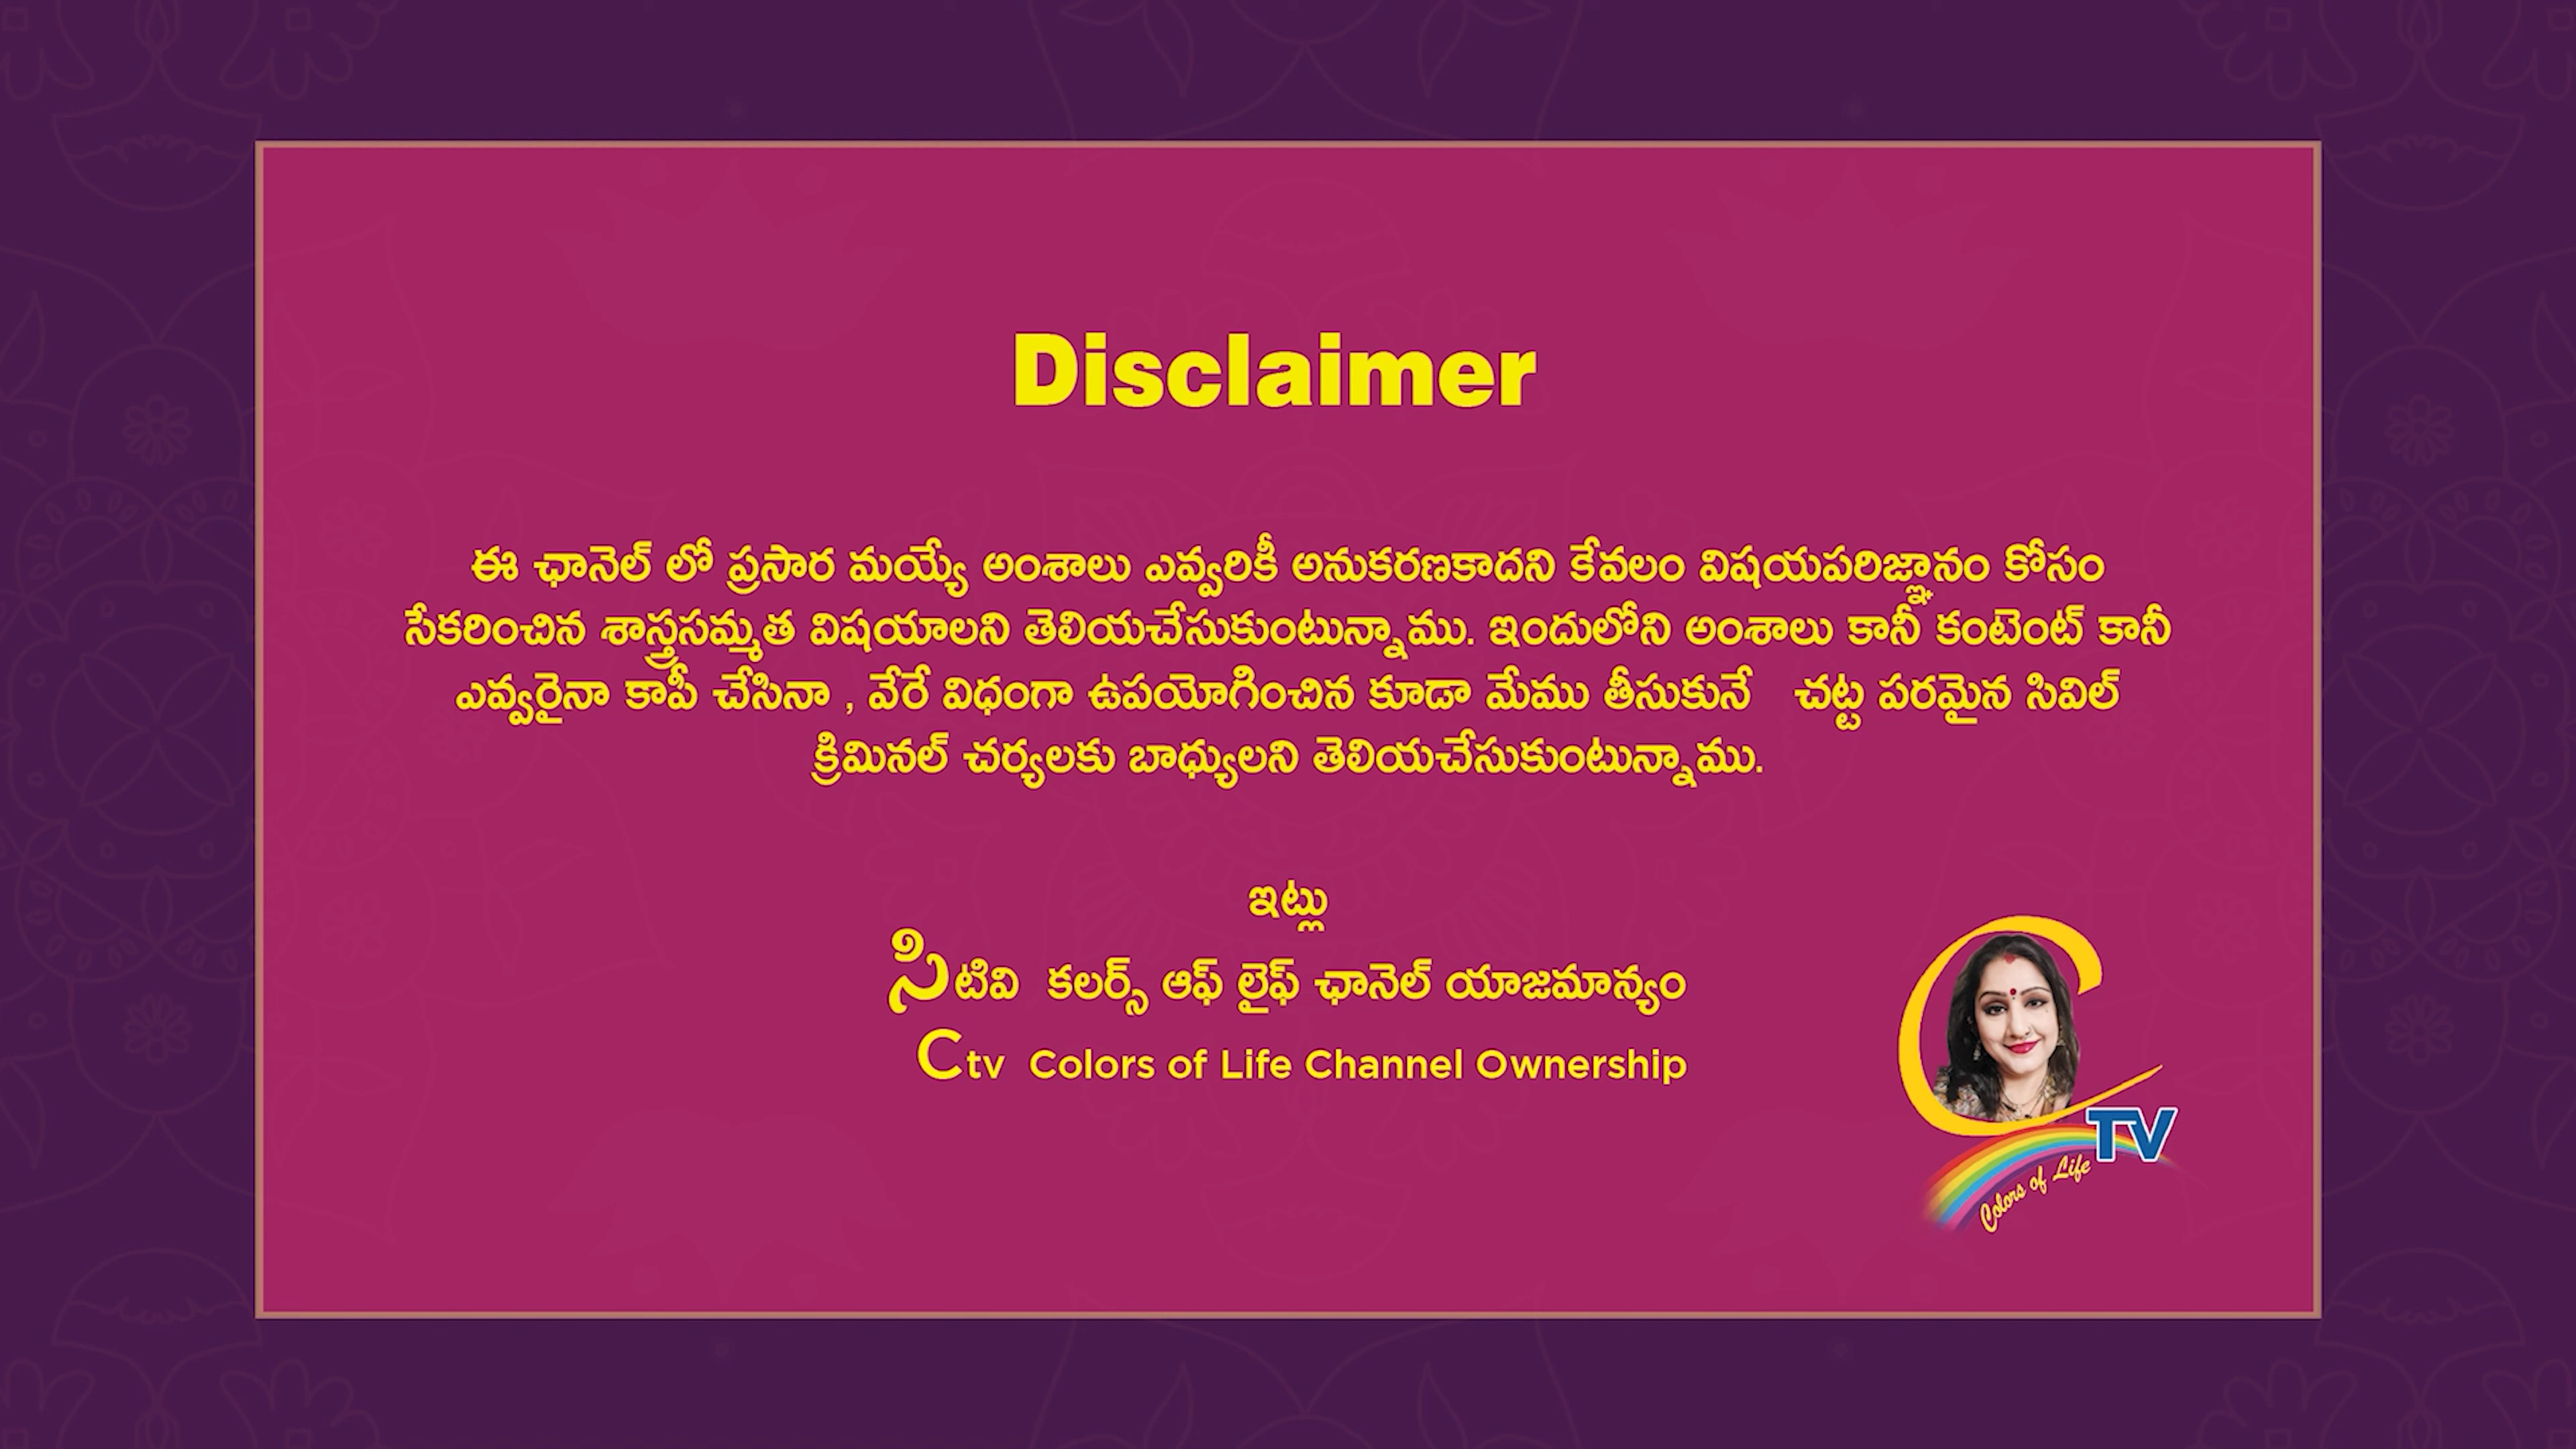 Disclaimer
ఈ ఛానెల్ లో ప్రసార మయ్యే అంశాలు ఎవ్వరికీ అనుకరణకాదని కేవలం విషయపరిజ్ఞానం కోసం
సేకరించిన శాస్త్రసమ్మత విషయాలని తెలియచేసుకుంటున్నాము. ఇందులోని అంశాలు కానీ కంటెంట్ కానీ
ఎవ్వరైనా కాపీ చేసినా , వేరే విధంగా ఉపయోగించిన కూడా మేము తీసుకునే చట్ట పరమైన సివిల్
క్రిమినల్ చర్యలకు బాధ్యులని తెలియచేసుకుంటున్నాము.
ఇట్లు
సిటివి కలర్స్ ఆఫ్ లైఫ్ ఛానెల్ యాజమాన్యం
Ctv Colors of Life Channel Ownership
C TV
Colors of Life